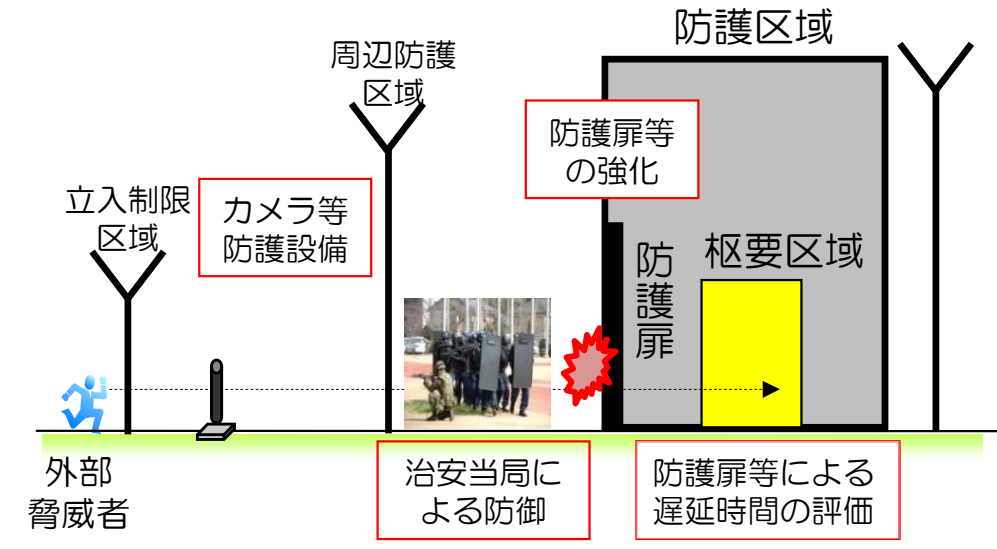 防護区域
周辺防護
区域
防護扉等
の強化
立入制限
区域
カメラ等
防護設備
防護扉
枢要区域
外部
脅威者
治安当局に
よる防御
防護扉等による
遅延時間の評価